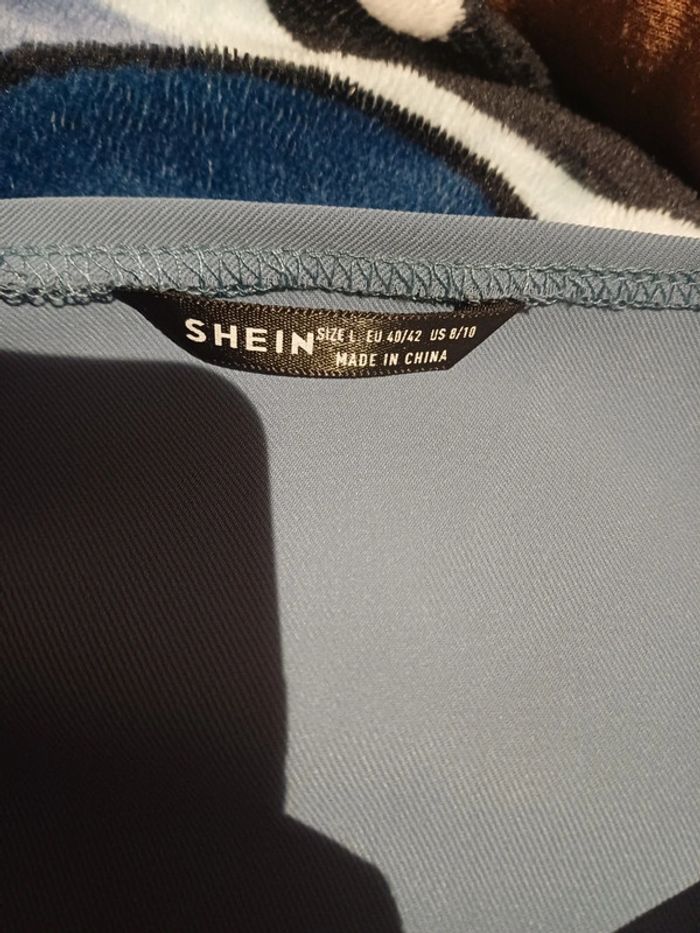 SHEIN SIZE L EU 40/42 US 8/10
MADE IN CHINA